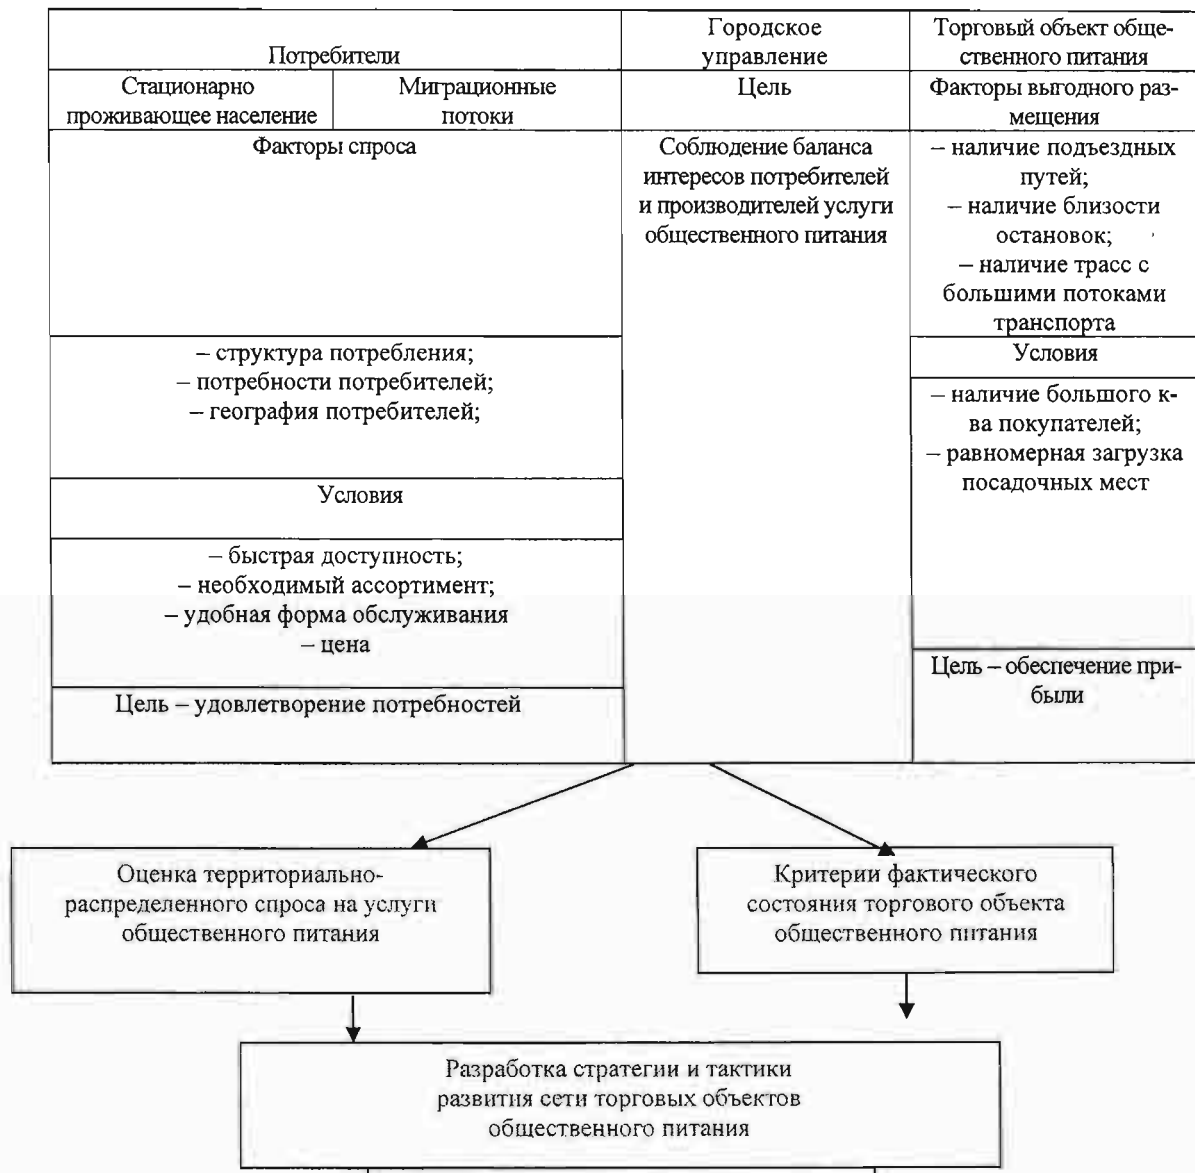 Потребители
Городское
управление
Торговый объект обще-
ственного питания
Стационарно
проживающее население
Миграционные
потоки
Цель
Факторы выгодного раз-
мещения
Факторы спроса
Соблюдение баланса
интересов потребителей
и производителей услуги
общественного питания
– наличие подъездных
путей;
– наличие близости
остановок;
– наличие трасс с
большими потоками
транспорта
– структура потребления;
– потребности потребителей;
– география потребителей;
Условия
– наличие большого к-
ва покупателей;
– равномерная загрузка
посадочных мест
Условия
– быстрая доступность;
– необходимый ассортимент;
– удобная форма обслуживания
– цена
Цель – обеспечение при-
были
Цель – удовлетворение потребностей
Оценка территориально-
распределенного спроса на услуги
общественного питания
Критерии фактического
состояния торгового объекта
общественного питания
Разработка стратегии и тактики
развития сети торговых объектов
общественного питания